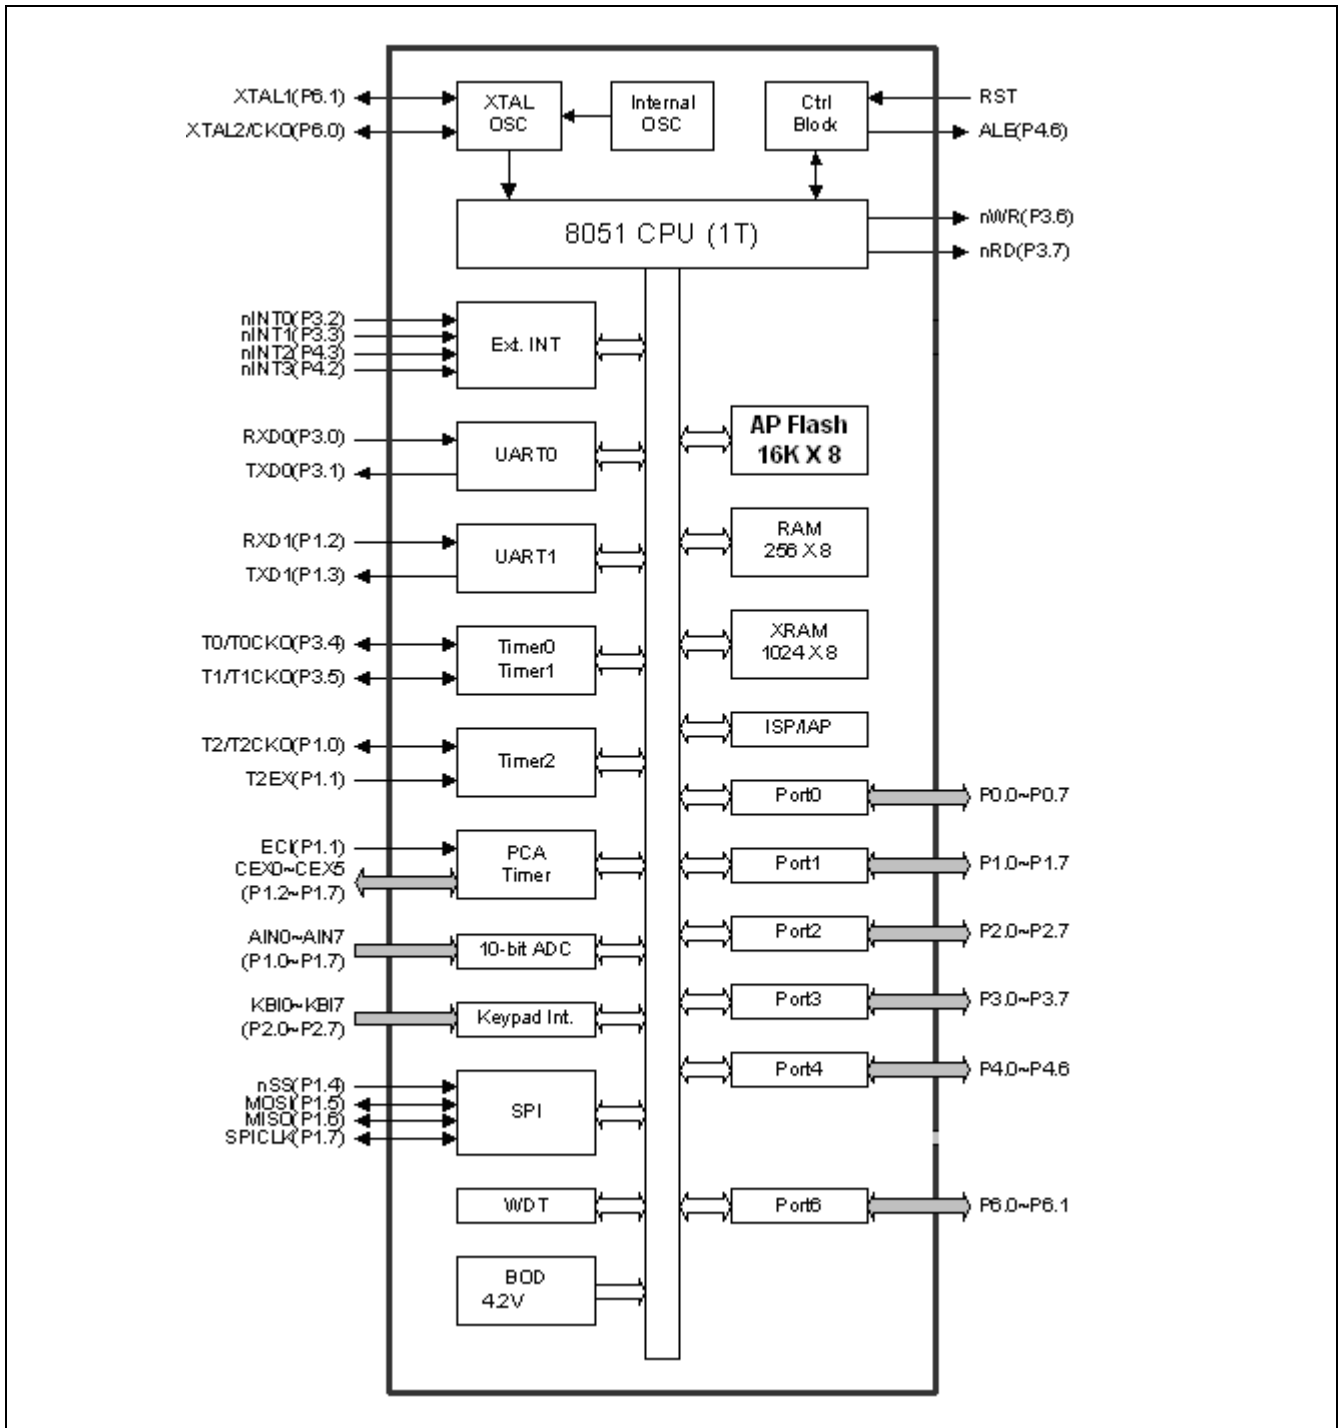 XTAL1(P6.1)
XTAL2/CKO(P6.0)
XTAL
OSC
Internal
OSC
Ctrl
Block
RST
ALE(P4.6)
8051 CPU (1T)
nWR(P3.6)
nRD(P3.7)
nINT0(P3.2)
nINT1(P3.3)
nINT2(P4.3)
nINT3(P4.2)
Ext. INT
RXD0(P3.0)
TXD0(P3.1)
UART0
AP Flash
16K X 8
RXD1(P1.2)
TXD1(P1.3)
UART1
RAM
256 X 8
T0/T0CKO(P3.4)
T1/T1CKO(P3.5)
Timer0
Timer1
XRAM
1024 X 8
T2/T2CKO(P1.0)
T2EX(P1.1)
Timer2
ISP/IAP
Port0
P0.0~P0.7
ECI(P1.1)
CEX0~CEX5
(P1.2~P1.7)
PCA
Timer
Port1
P1.0~P1.7
AIN0~AIN7
(P1.0~P1.7)
10-bit ADC
Port2
P2.0~P2.7
KBI0~KBI7
(P2.0~P2.7)
Keypad Int.
Port3
P3.0~P3.7
nSS(P1.4)
MOSI(P1.5)
MISO(P1.6)
SPICLK(P1.7)
SPI
Port4
P4.0~P4.6
WDT
Port6
P6.0~P6.1
BOD
4.2V